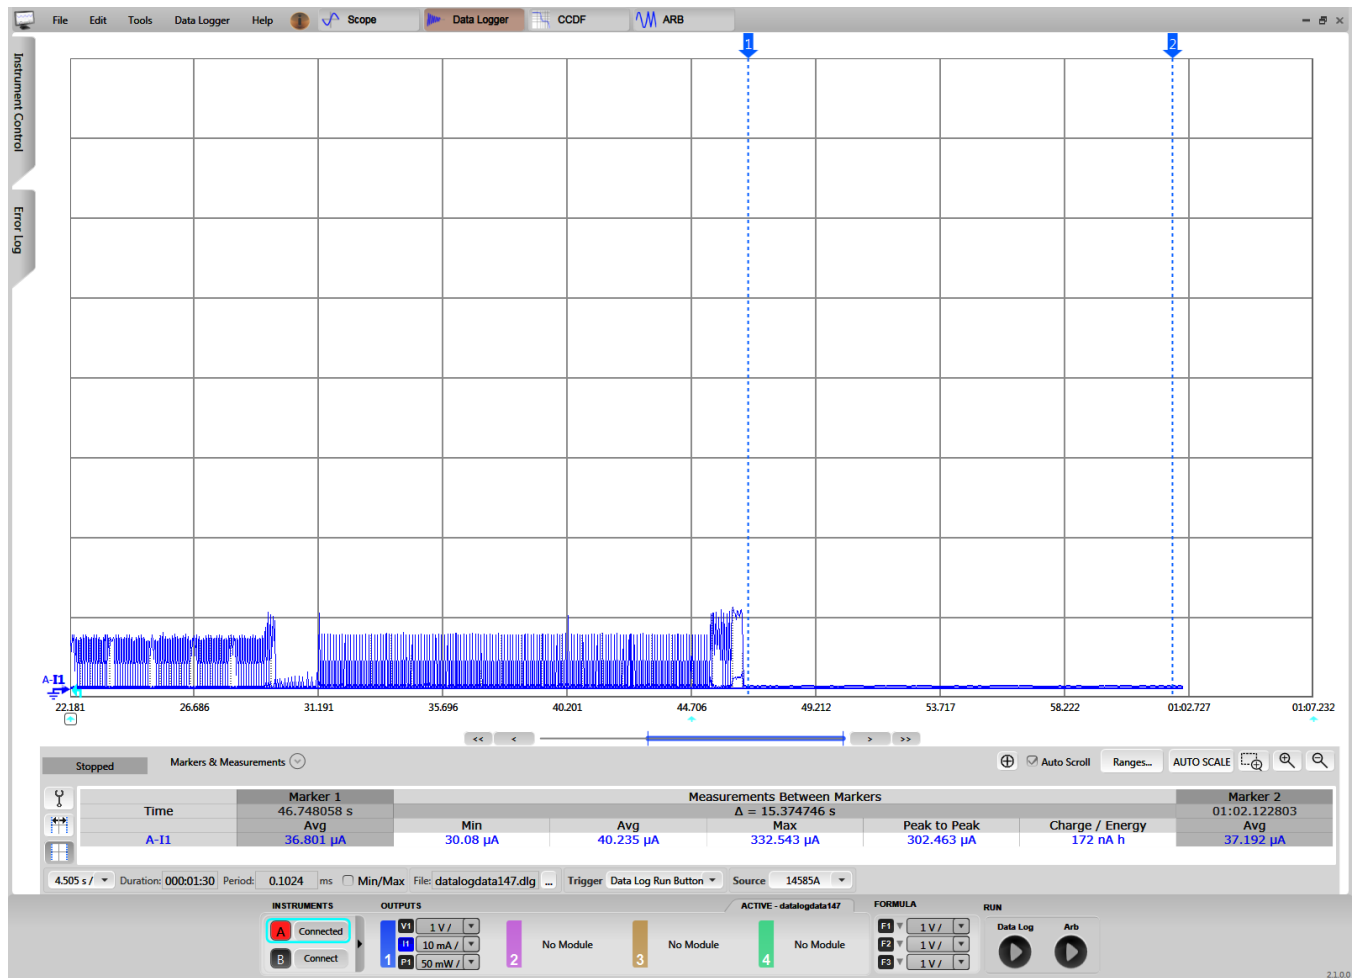 File Edit Tools Data Logger Help i Scope Data Logger CCDF ARB
Instrument Control
Error Log
1 2
A-I1
22.181 26.686 31.191 35.696 40.201 44.706 49.212 53.717 58.222 01:02.727 01:07.232
<< < > >>
Stopped Markers & Measurements Auto Scroll Ranges... AUTO SCALE
Marker 1 Measurements Between Markers Marker 2
Time 46.748058 s Δ = 15.374746 s 01:02.122803
Avg Min Avg Max Peak to Peak Charge / Energy Avg
A-I1 36.801 µA 30.08 µA 40.235 µA 332.543 µA 302.463 µA 172 nA h 37.192 µA
4.505 s / Duration: 000:01:30 Period: 0.1024 ms Min/Max File: datalogdata147.dlg ... Trigger Data Log Run Button Source 14585A
INSTRUMENTS OUTPUTS ACTIVE - datalogdata147 FORMULA RUN
A Connected V1 1 V / F1 1 V / Data Log Arb
I1 10 mA / No Module No Module No Module F2 1 V /
B Connect 1 P1 50 mW / 2 3 4 F3 1 V /
2.1.0.0